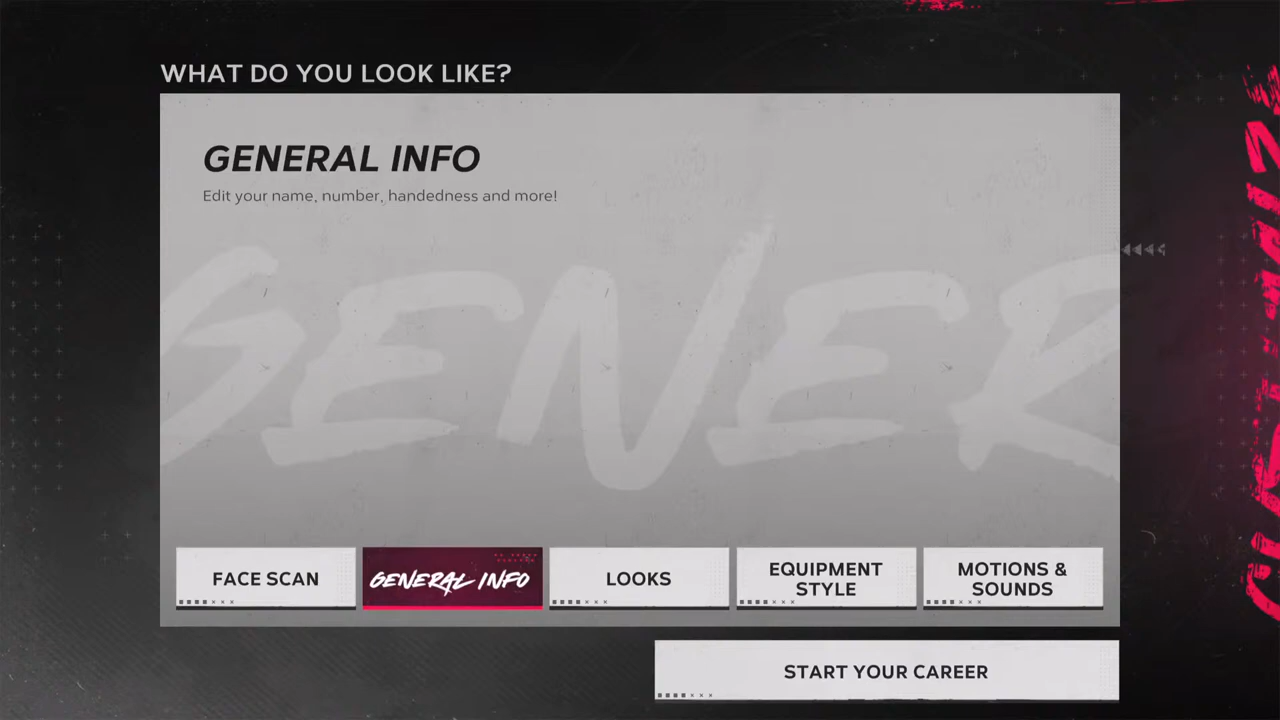 WHAT DO YOU LOOK LIKE?
GENERAL INFO
Edit your name, number, handedness and more!
GENER
FACE SCAN
GENERAL INFO
LOOKS
EQUIPMENT
STYLE
MOTIONS &
SOUNDS
START YOUR CAREER